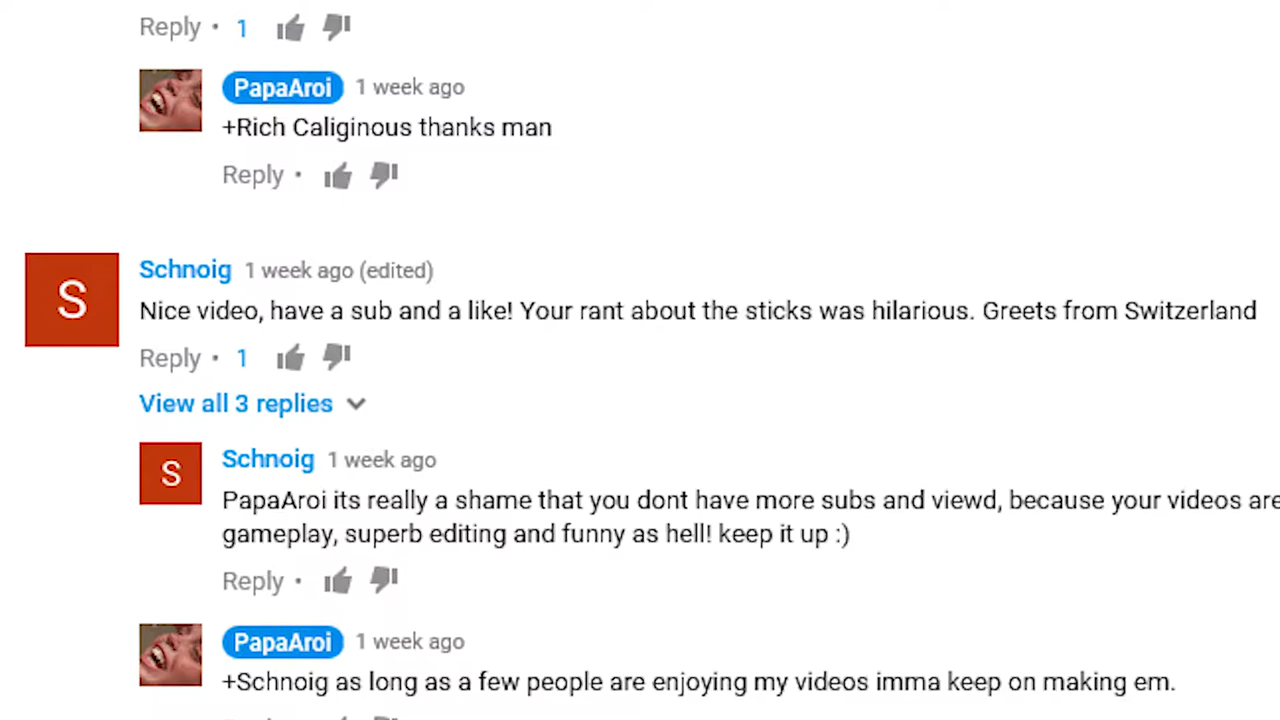 Reply • 1
PapaAroi 1 week ago
+Rich Caliginous thanks man
Reply •
S
Schnoig 1 week ago (edited)
Nice video, have a sub and a like! Your rant about the sticks was hilarious. Greets from Switzerland
Reply • 1
View all 3 replies
S
Schnoig 1 week ago
PapaAroi its really a shame that you dont have more subs and viewd, because your videos are
gameplay, superb editing and funny as hell! keep it up :)
Reply •
PapaAroi 1 week ago
+Schnoig as long as a few people are enjoying my videos imma keep on making em.